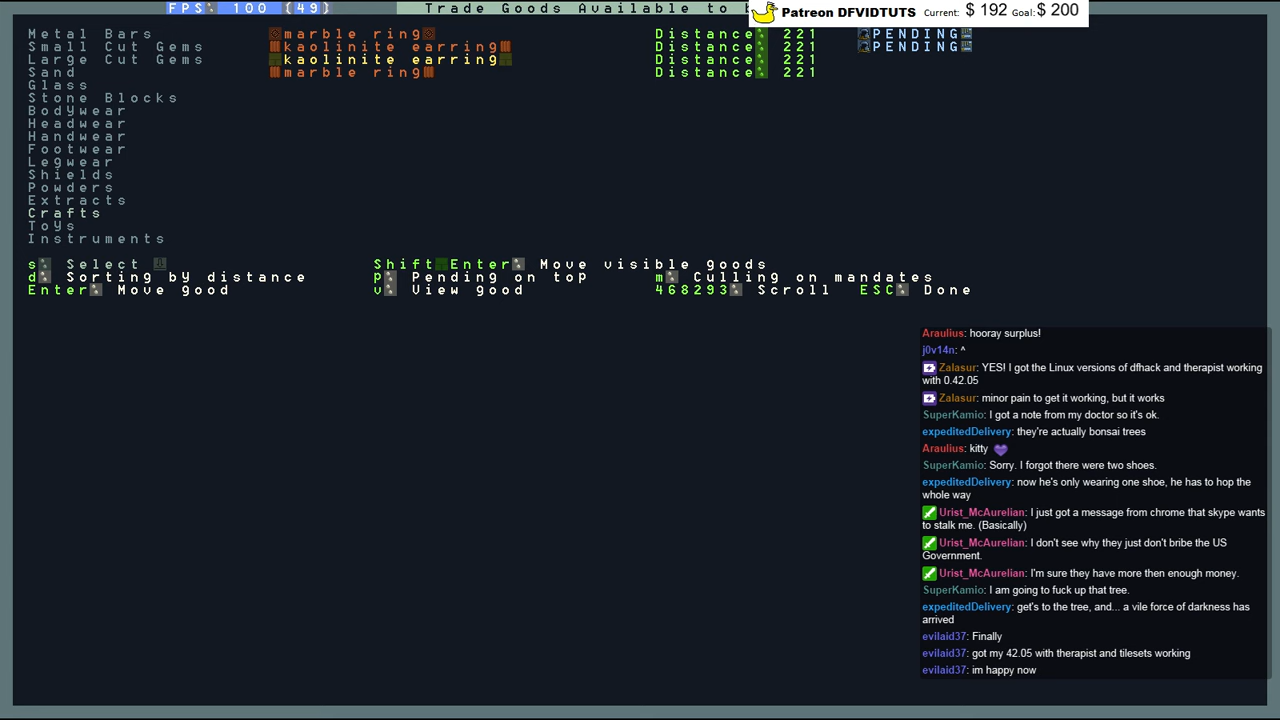 FPS: 100 (49)
Trade Goods Available to b
Patreon DFVIDTUTS Current: $ 192 Goal: $ 200
Metal Bars
Small Cut Gems
Large Cut Gems
Sand
Glass
Stone Blocks
Bodywear
Headwear
Handwear
Footwear
Legwear
Shields
Powders
Extracts
Crafts
Toys
Instruments
marble ring Distance: 221 PENDING
kaolinite earring Distance: 221 PENDING
kaolinite earring Distance: 221
marble ring Distance: 221
s: Select Shift Enter: Move visible goods
d: Sorting by distance p: Pending on top m: Culling on mandates
Enter: Move good v: View good 468293: Scroll ESC: Done
Araulius: hooray surplus!
j0v14n: ^
Zalasur: YES! I got the Linux versions of dfhack and therapist working
with 0.42.05
Zalasur: minor pain to get it working, but it works
SuperKamio: I got a note from my doctor so it's ok.
expeditedDelivery: they're actually bonsai trees
Araulius: kitty
SuperKamio: Sorry. I forgot there were two shoes.
expeditedDelivery: now he's only wearing one shoe, he has to hop the
whole way
Urist_McAurelian: I just got a message from chrome that skype wants
to stalk me. (Basically)
Urist_McAurelian: I don't see why they just don't bribe the US
Government.
Urist_McAurelian: I'm sure they have more then enough money.
SuperKamio: I am going to fuck up that tree.
expeditedDelivery: get's to the tree, and... a vile force of darkness has
arrived
evilaid37: Finally
evilaid37: got my 42.05 with therapist and tilesets working
evilaid37: im happy now